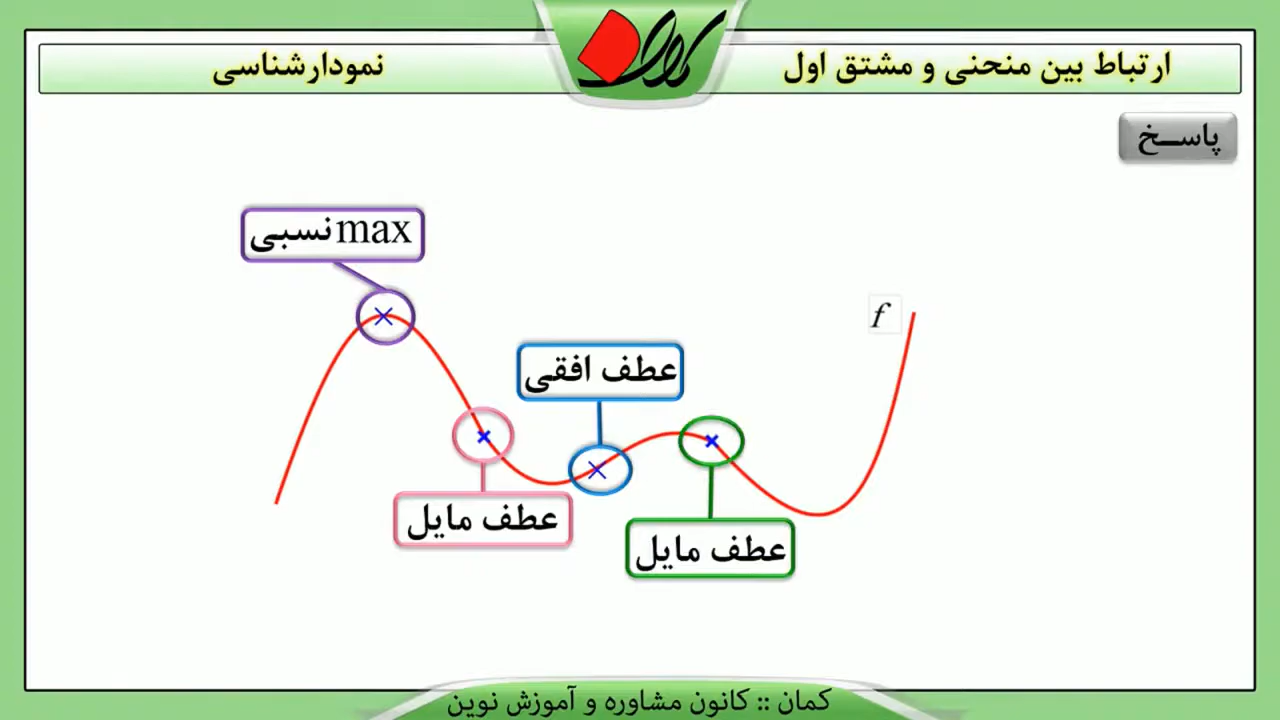 ارتباط بین منحنی و مشتق اول
نمودارشناسی
پاسـخ
max نسبی
f
عطف افقی
عطف مایل
عطف مایل
کمان :: کانون مشاوره و آموزش نوین